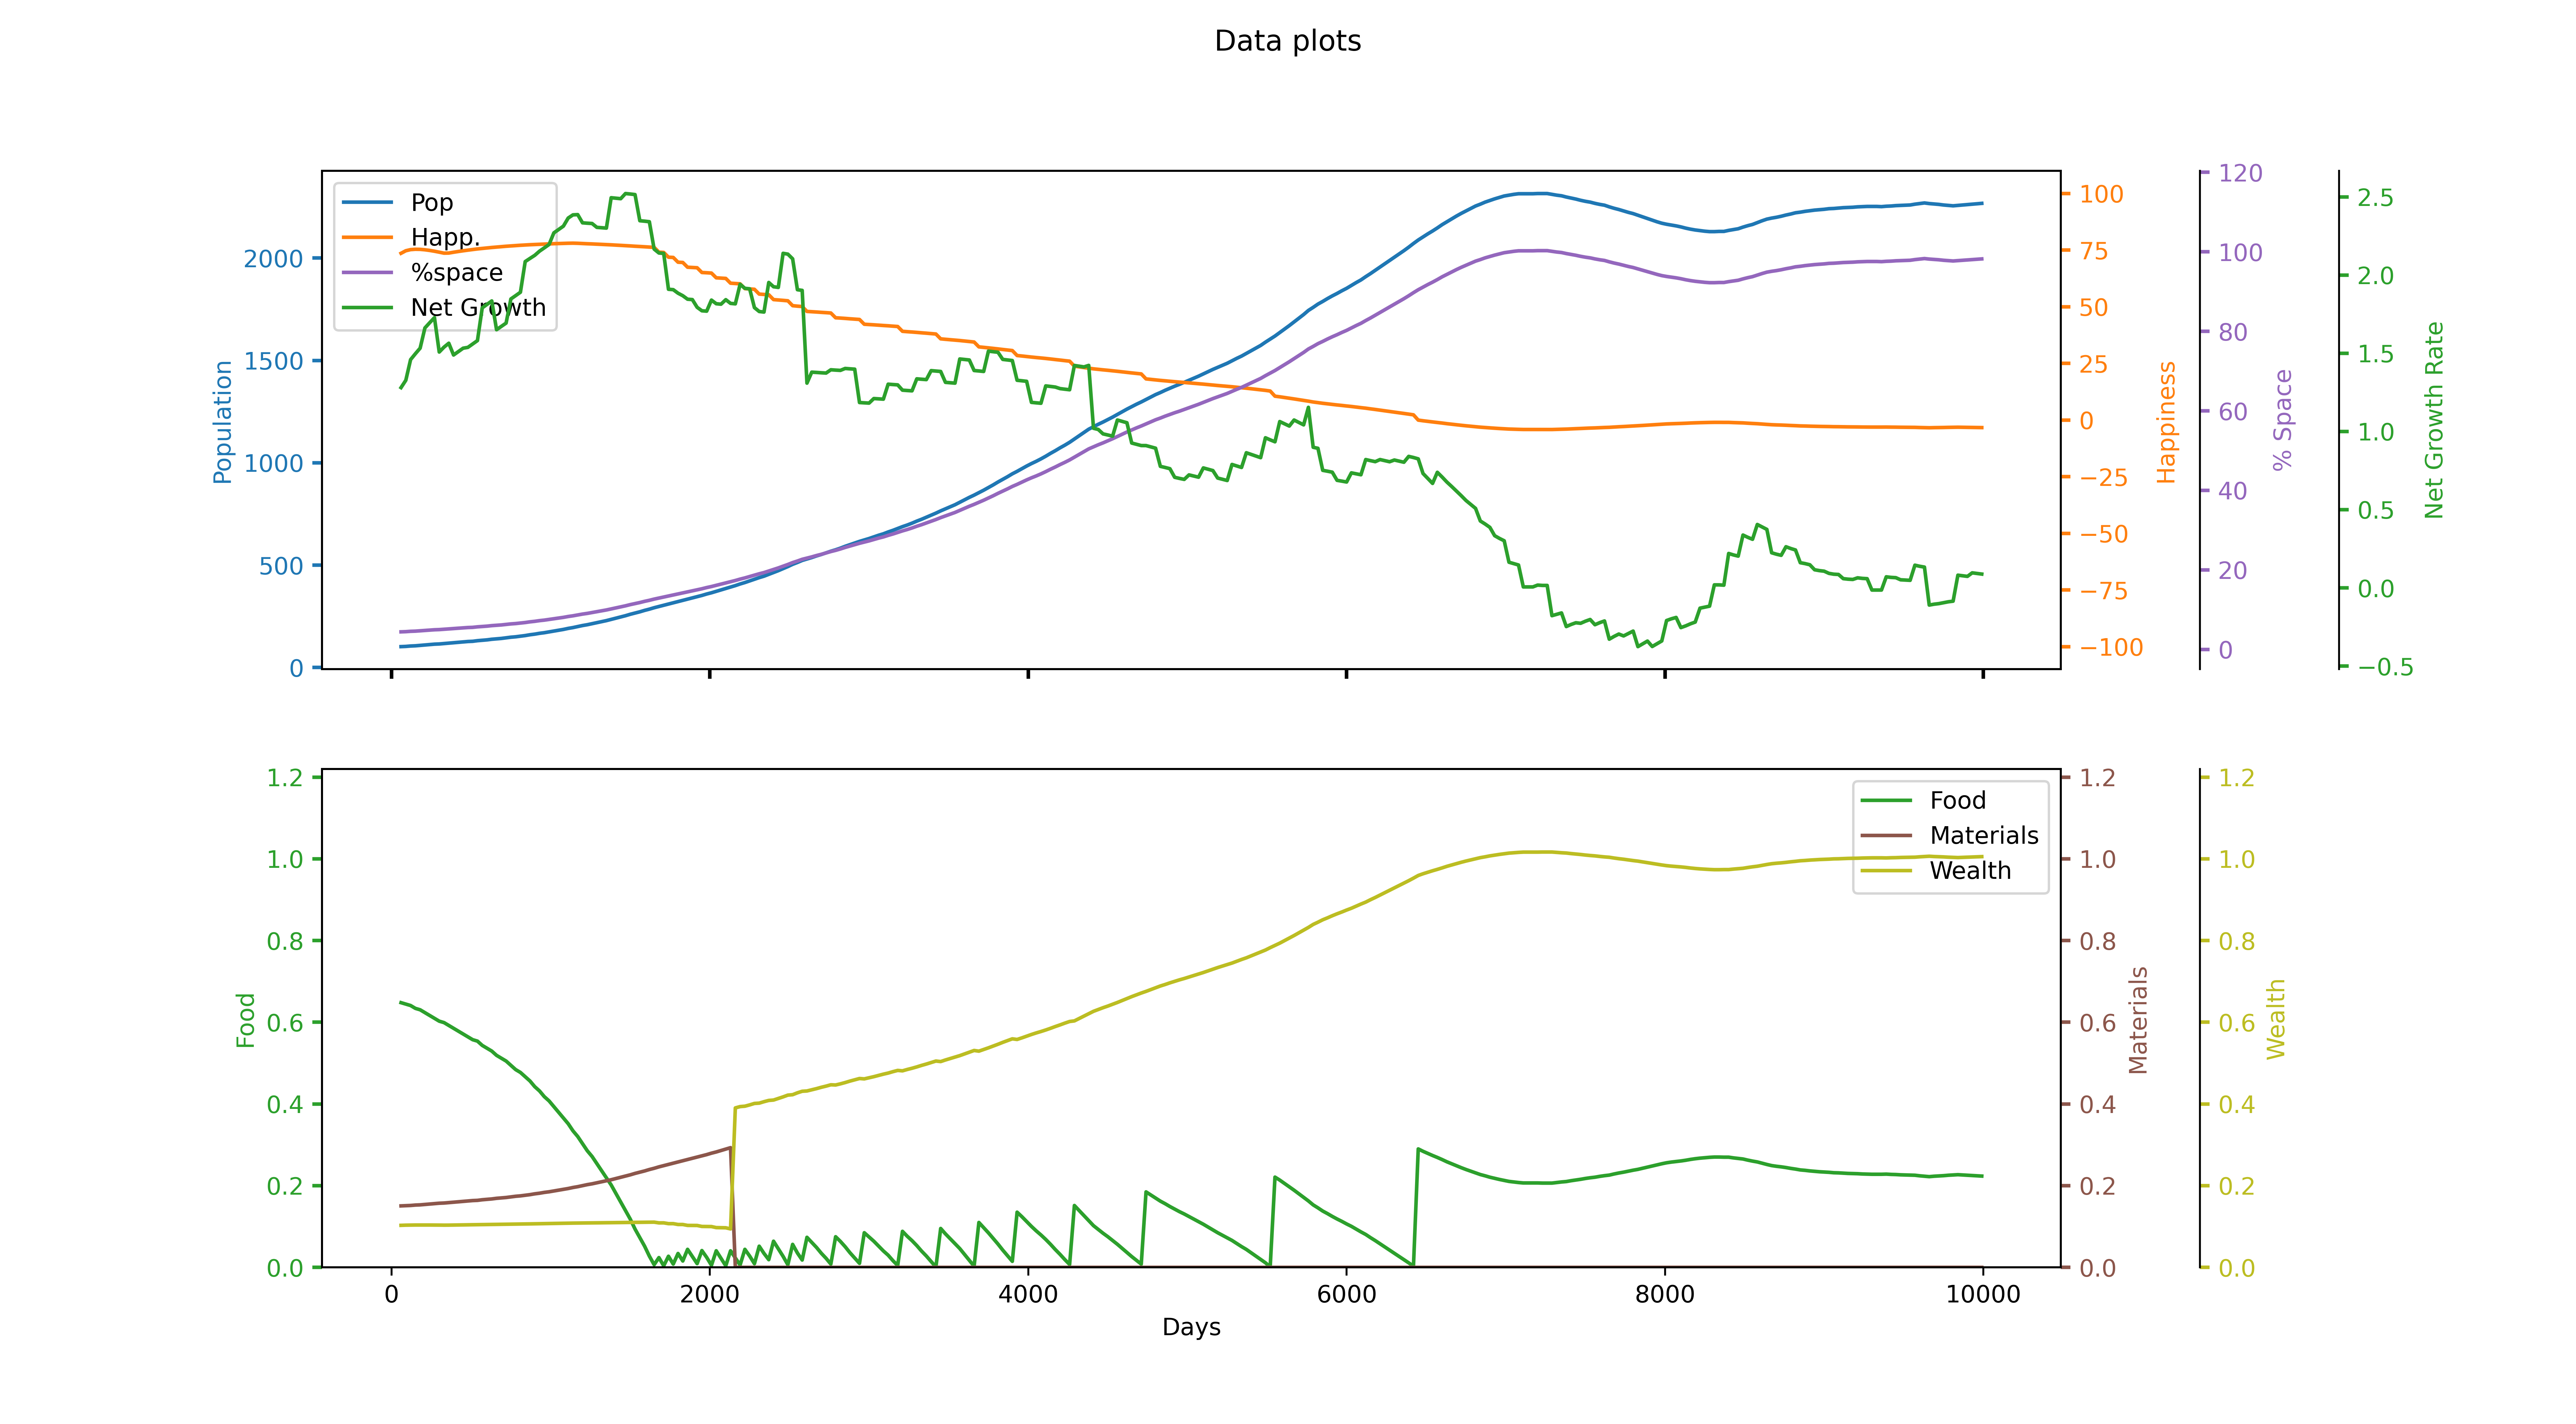 Data plots
Pop
Happ.
%space
Net Growth
Population
2000
1500
1000
500
0
100
75
50
25
0
−25
−50
−75
−100
Happiness
120
100
80
60
40
20
0
% Space
2.5
2.0
1.5
1.0
0.5
0.0
−0.5
Net Growth Rate
Food
1.2
1.0
0.8
0.6
0.4
0.2
0.0
Food
Materials
Wealth
1.2
1.0
0.8
0.6
0.4
0.2
0.0
Materials
1.2
1.0
0.8
0.6
0.4
0.2
0.0
Wealth
0 2000 4000 6000 8000 10000
Days